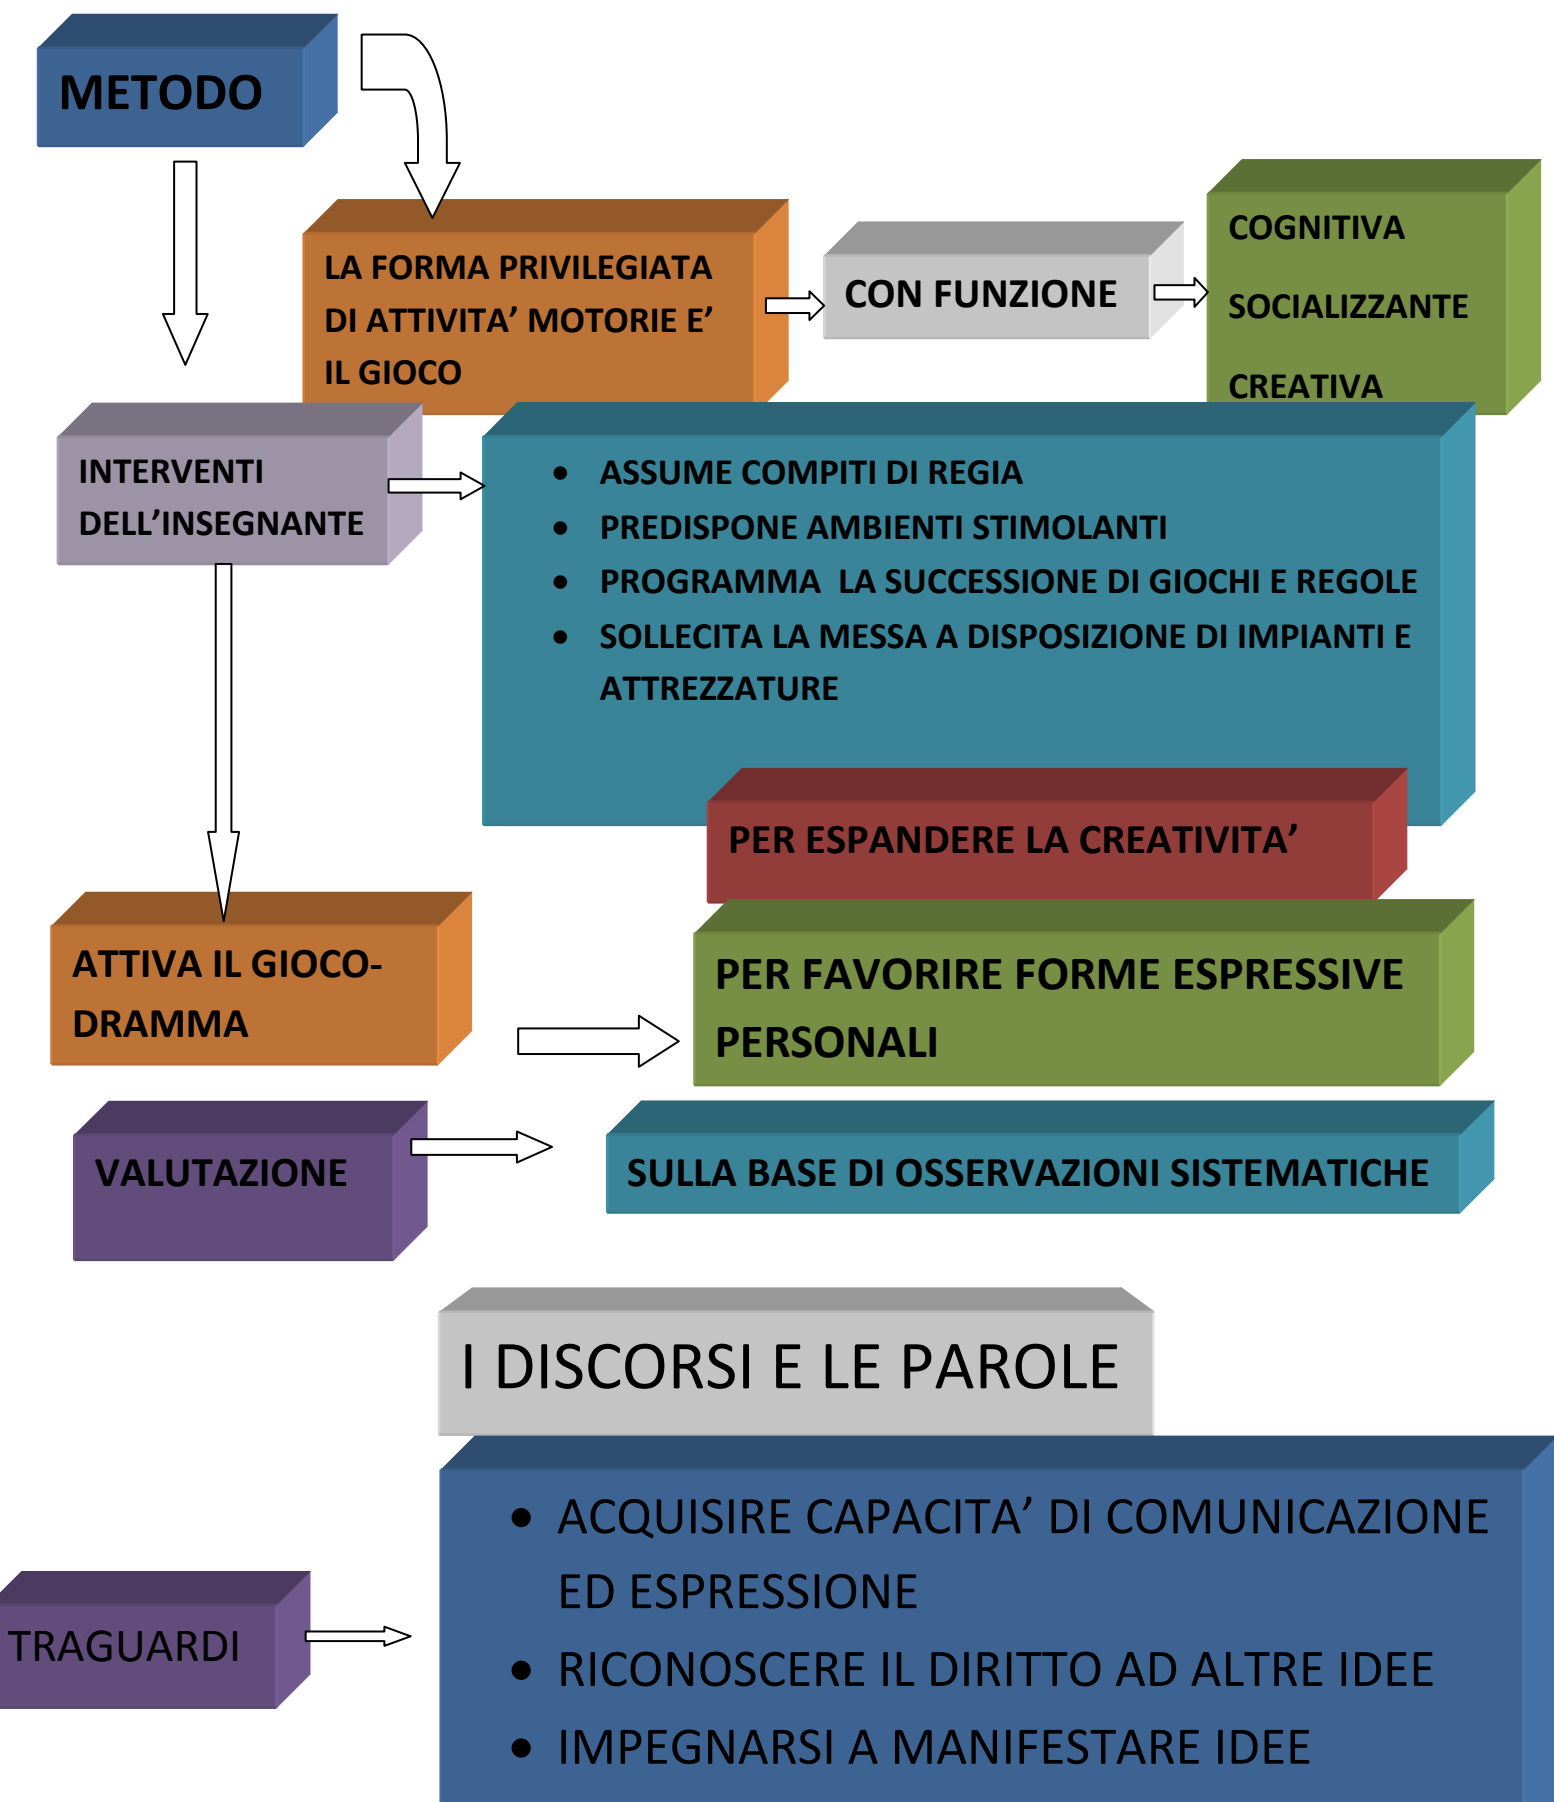 METODO
LA FORMA PRIVILEGIATA
DI ATTIVITA’ MOTORIE E’
IL GIOCO
CON FUNZIONE
COGNITIVA
SOCIALIZZANTE
CREATIVA
INTERVENTI
DELL’INSEGNANTE
• ASSUME COMPITI DI REGIA
• PREDISPONE AMBIENTI STIMOLANTI
• PROGRAMMA  LA SUCCESSIONE DI GIOCHI E REGOLE
• SOLLECITA LA MESSA A DISPOSIZIONE DI IMPIANTI E
ATTREZZATURE
PER ESPANDERE LA CREATIVITA’
ATTIVA IL GIOCO-
DRAMMA
PER FAVORIRE FORME ESPRESSIVE
PERSONALI
VALUTAZIONE
SULLA BASE DI OSSERVAZIONI SISTEMATICHE
I DISCORSI E LE PAROLE
TRAGUARDI
• ACQUISIRE CAPACITA’ DI COMUNICAZIONE
ED ESPRESSIONE
• RICONOSCERE IL DIRITTO AD ALTRE IDEE
• IMPEGNARSI A MANIFESTARE IDEE